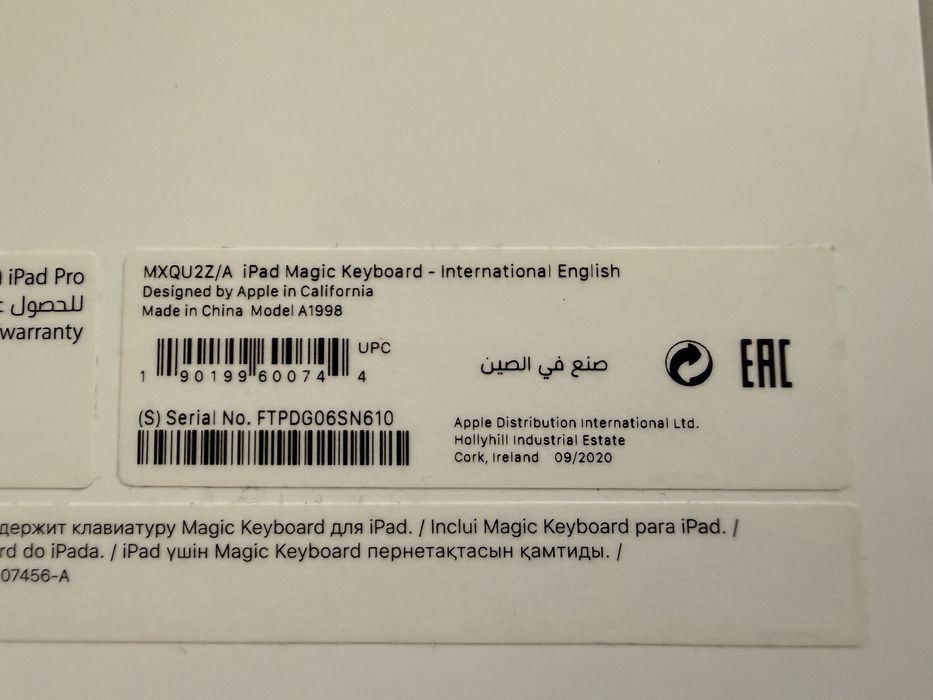 iPad Pro
للحصول
warranty
MXQU2Z/A iPad Magic Keyboard - International English
Designed by Apple in California
Made in China Model A1998
UPC
1 90199 60074 4
صنع في الصين
EAC
(S) Serial No. FTPDG06SN610
Apple Distribution International Ltd.
Hollyhill Industrial Estate
Cork, Ireland 09/2020
держит клавиатуру Magic Keyboard для iPad. / Inclui Magic Keyboard para iPad. /
rd do iPada. / iPad үшін Magic Keyboard пернетақтасын қамтиды. /
07456-A